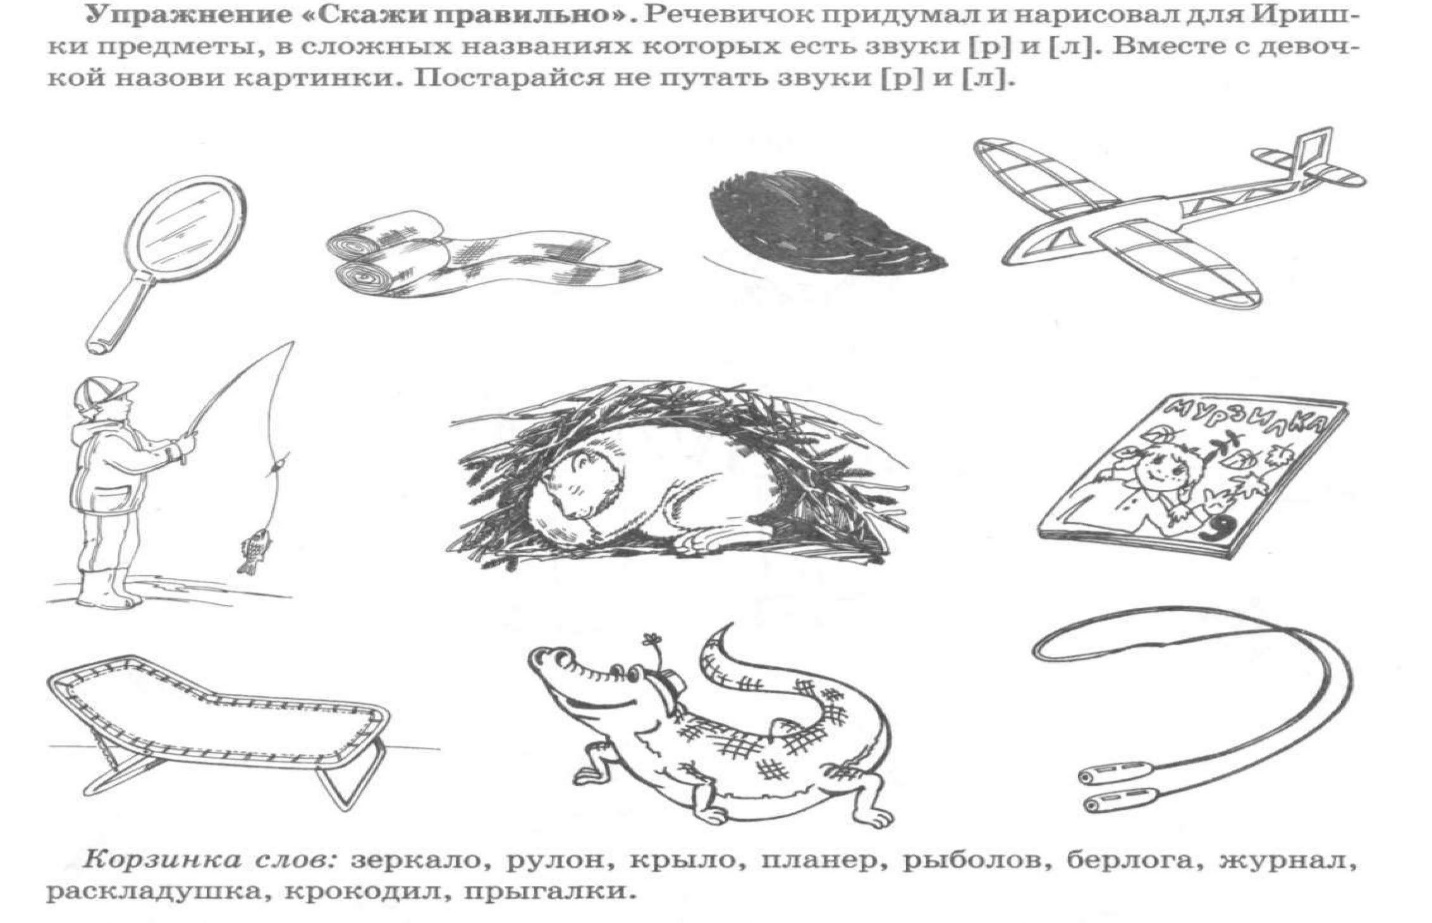 Упражнение «Скажи правильно». Речевичок придумал и нарисовал для Ириш-
ки предметы, в сложных названиях которых есть звуки [р] и [л]. Вместе с девоч-
кой назови картинки. Постарайся не путать звуки [р] и [л].
МУРЗИЛКА
9
Корзинка слов: зеркало, рулон, крыло, планер, рыболов, берлога, журнал,
раскладушка, крокодил, прыгалки.